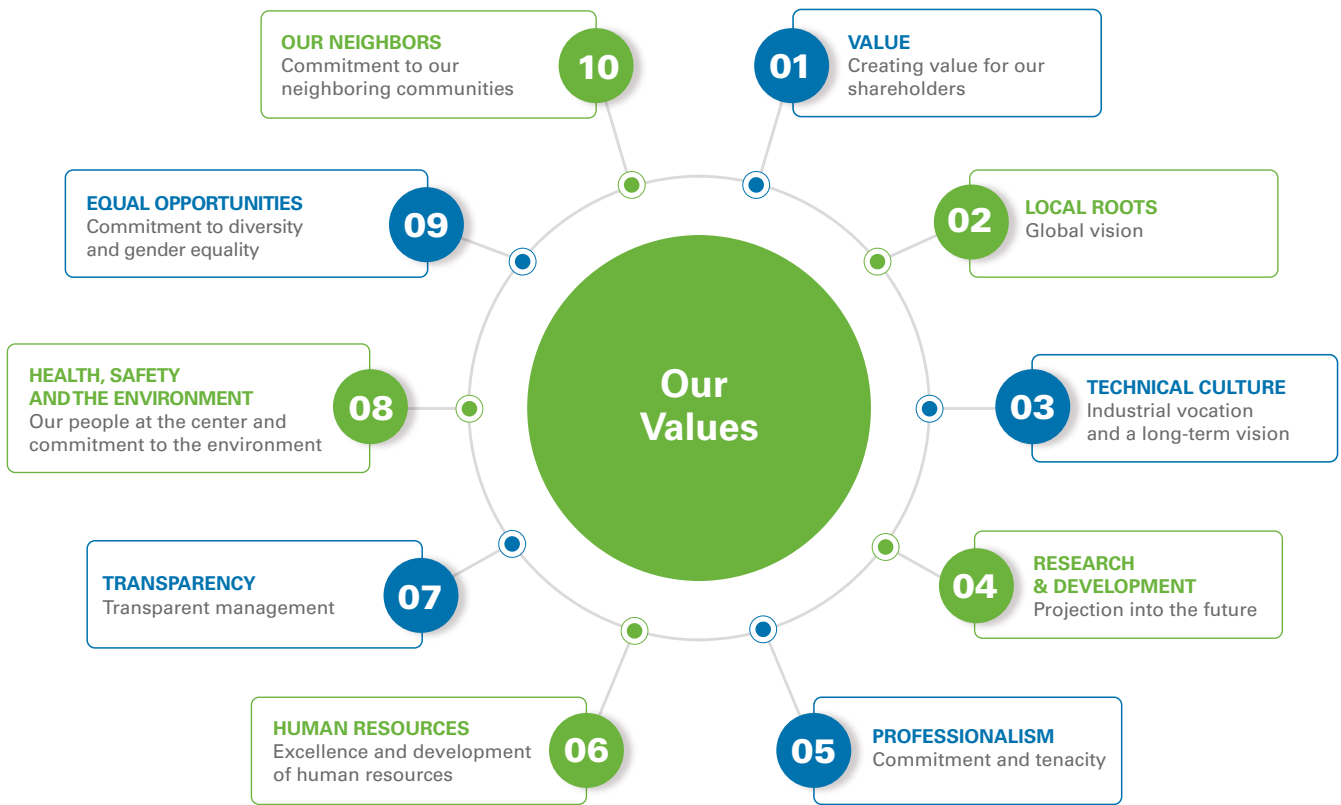 Our
Values
01
VALUE
Creating value for our
shareholders
02
LOCAL ROOTS
Global vision
03
TECHNICAL CULTURE
Industrial vocation
and a long-term vision
04
RESEARCH
& DEVELOPMENT
Projection into the future
05
PROFESSIONALISM
Commitment and tenacity
06
HUMAN RESOURCES
Excellence and development
of human resources
07
TRANSPARENCY
Transparent management
08
HEALTH, SAFETY
AND THE ENVIRONMENT
Our people at the center and
commitment to the environment
09
EQUAL OPPORTUNITIES
Commitment to diversity
and gender equality
10
OUR NEIGHBORS
Commitment to our
neighboring communities